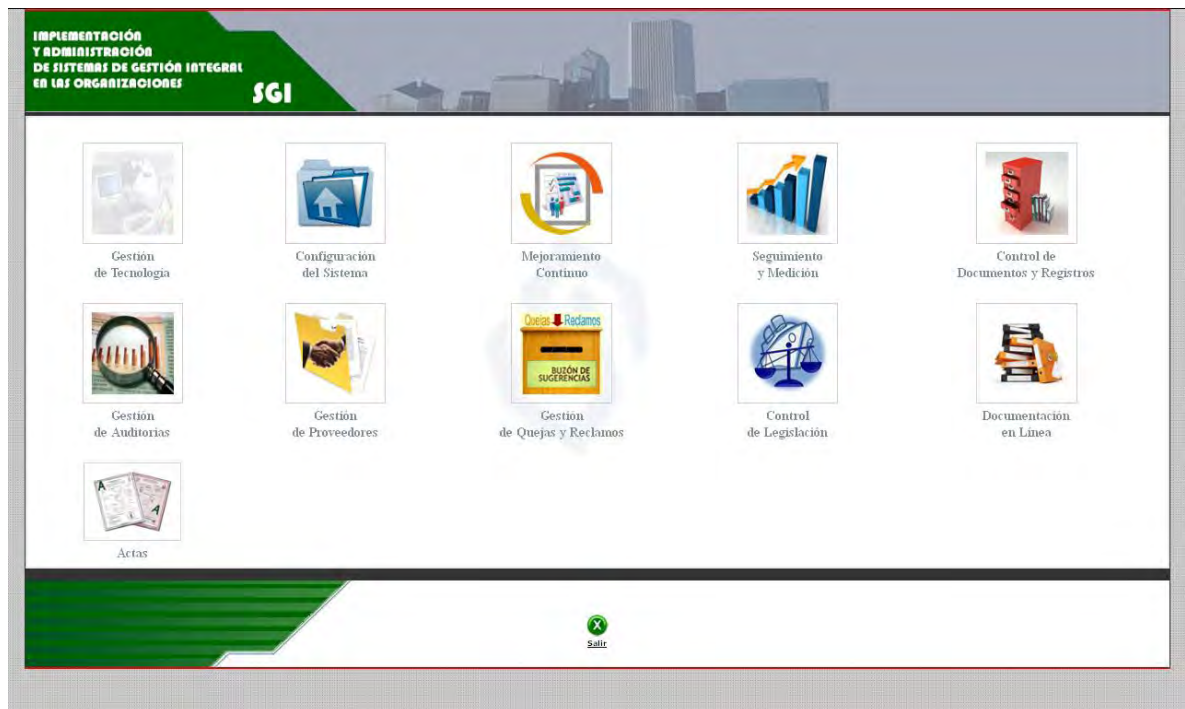 IMPLEMENTACIÓN
Y ADMINISTRACIÓN
DE SISTEMAS DE GESTIÓN INTEGRAL
EN LAS ORGANIZACIONES
SGI
Gestión
de Tecnología
Configuración
del Sistema
Mejoramiento
Continuo
Seguimiento
y Medición
Control de
Documentos y Registros
Quejas Reclamos
BUZÓN DE
SUGERENCIAS
Gestión
de Auditorias
Gestión
de Proveedores
Gestión
de Quejas y Reclamos
Control
de Legislación
Documentación
en Línea
A
A
Actas
X
Salir